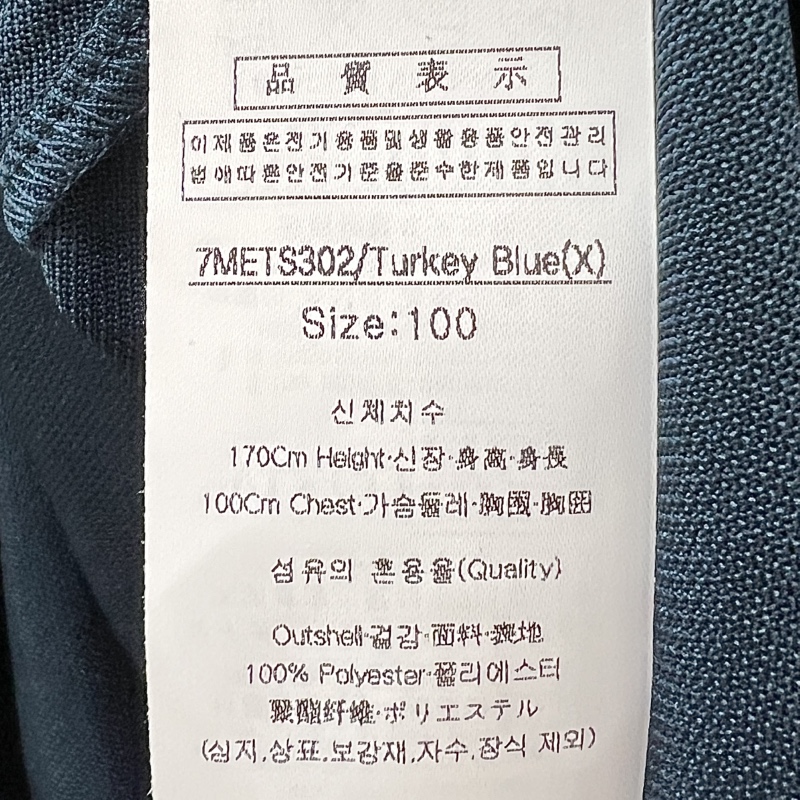 品質表示
이제품은전기용품및생활용품안전관리
법에따른안전기준을준수한제품입니다
7METS302/Turkey Blue(X)
Size:100
신체치수
170Cm Height·신장·身高·身長
100Cm Chest·가슴둘레·胸围·胸囲
섬유의 혼용율(Quality)
Outshell·겉감·面料·表地
100% Polyester·폴리에스터
聚酯纤维·ポリエステル
(심지,상표,보강재,자수,장식 제외)